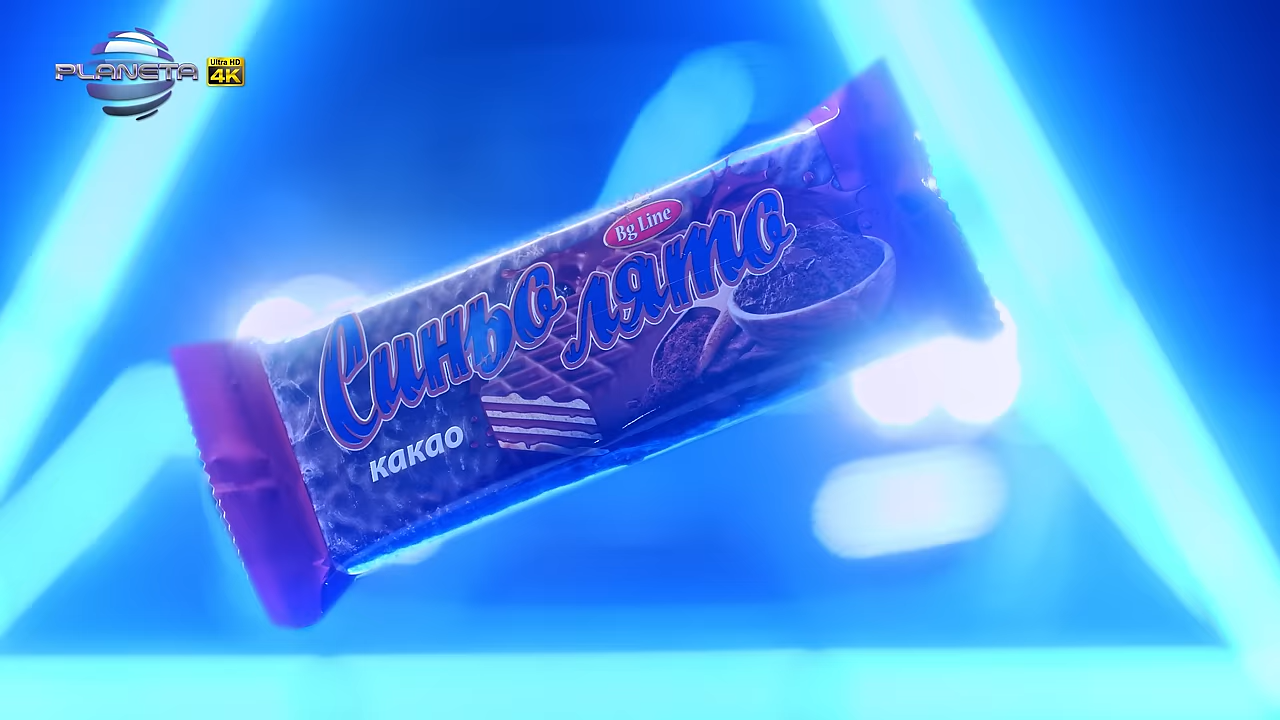 PLANETA
Ultra HD
4K
Bg Line
Синьо лято
какао